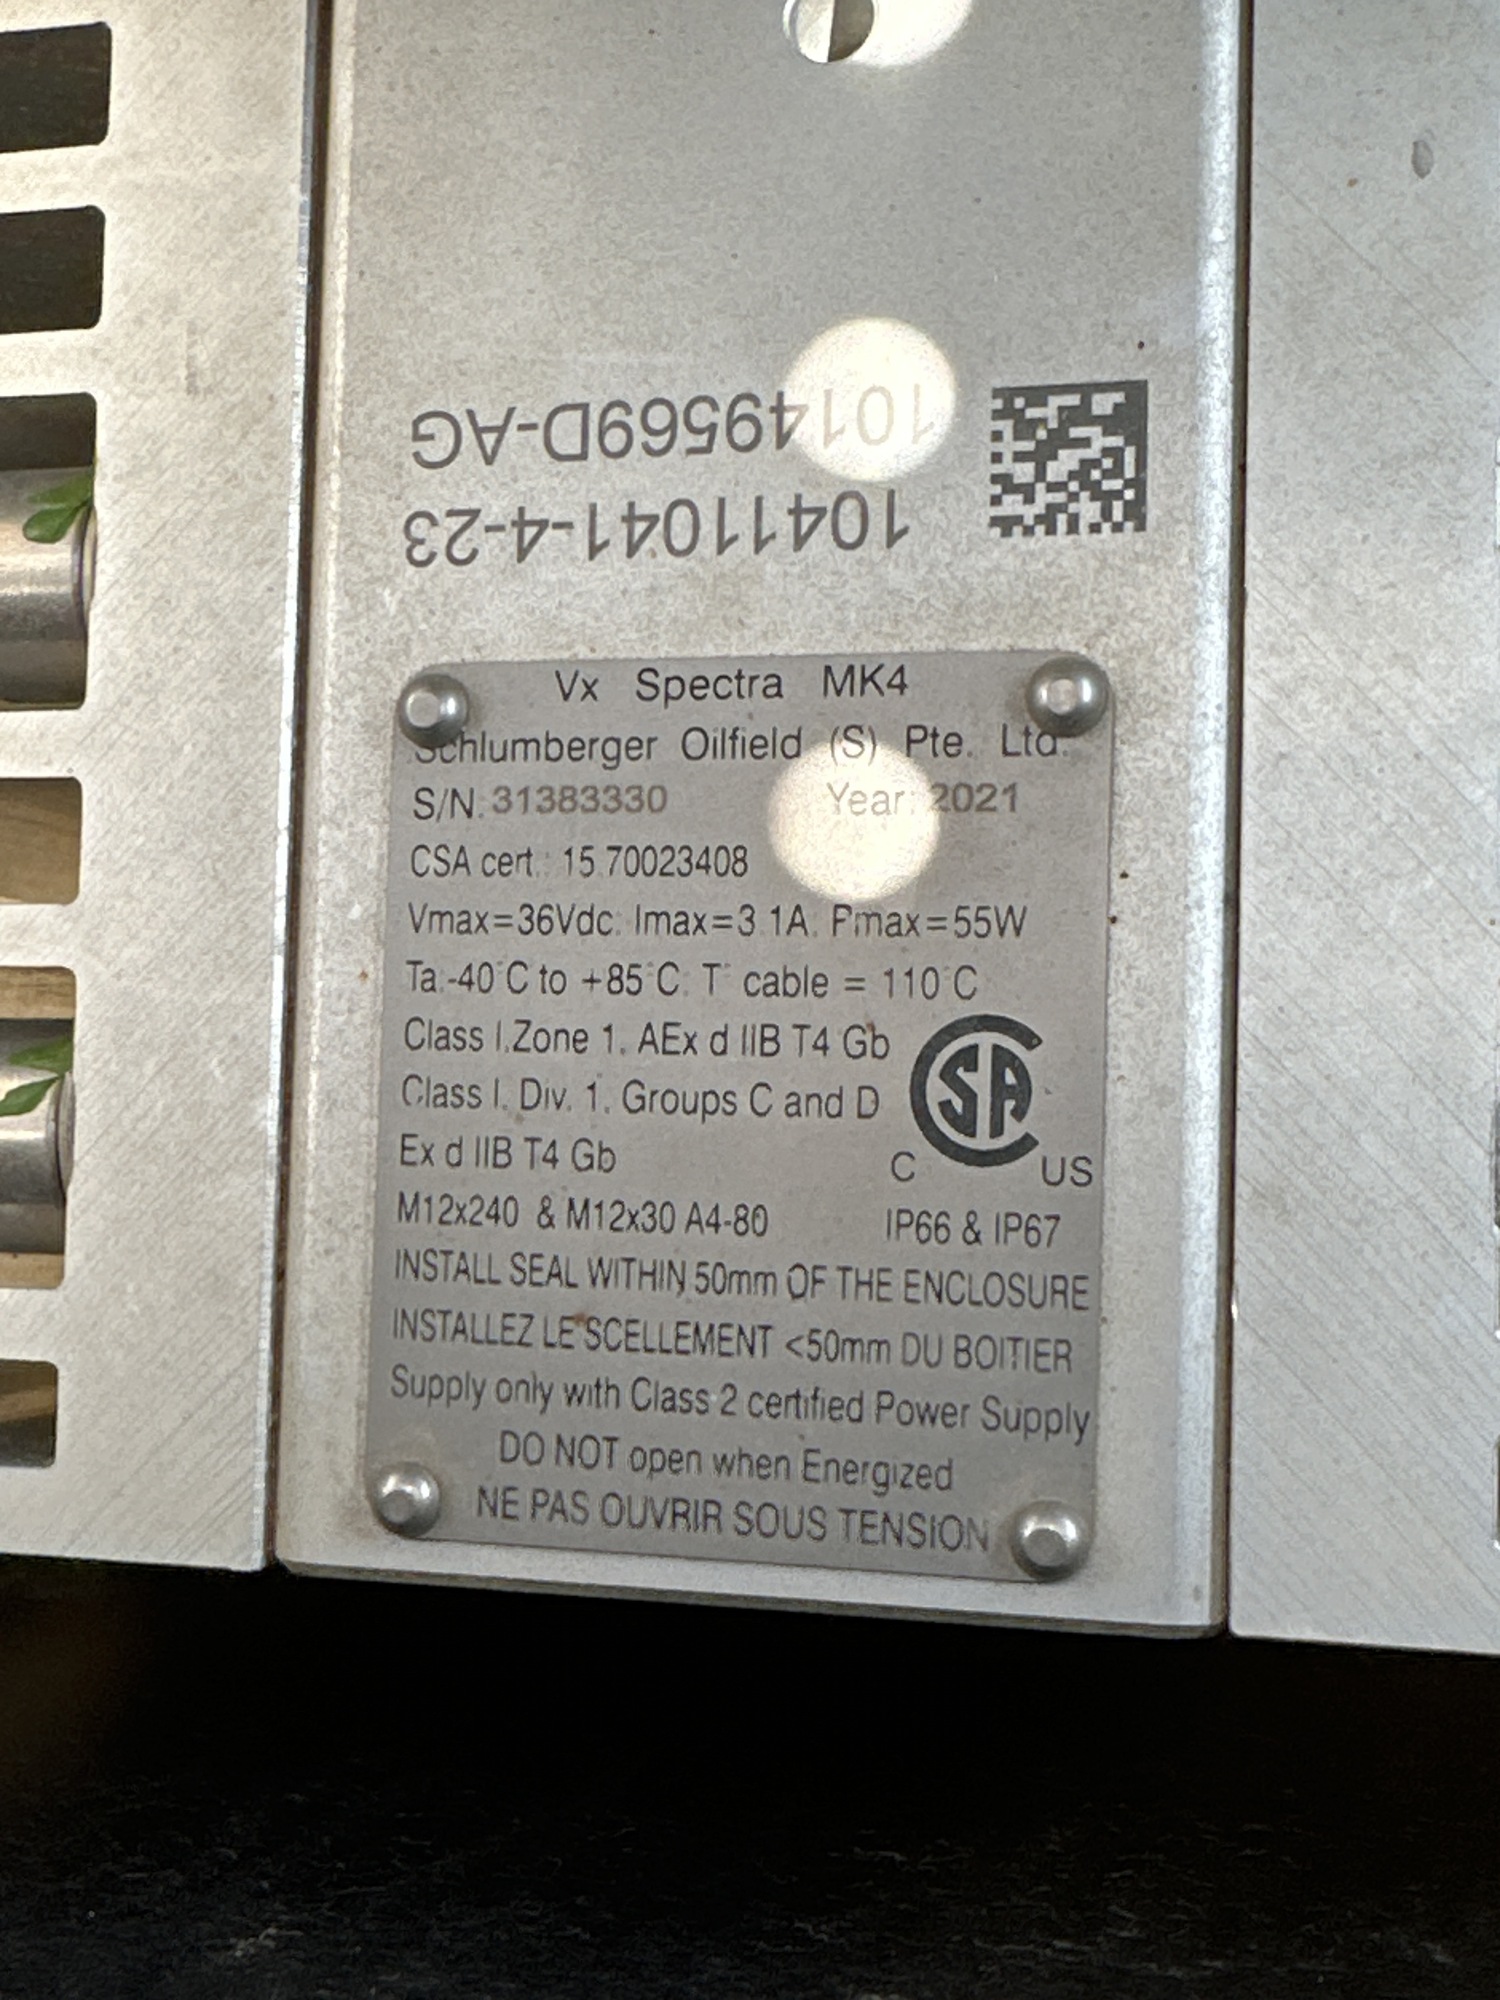 10411041-4-23
10149569D-AG
Vx Spectra MK4
Schlumberger Oilfield (S) Pte. Ltd.
S/N: 31383330 Year: 2021
CSA cert.: 15.70023408
Vmax=36Vdc. Imax=3.1A. Pmax=55W
Ta.-40°C to +85°C. T° cable = 110°C
Class I.Zone 1. AEx d IIB T4 Gb
Class I. Div. 1. Groups C and D
Ex d IIB T4 Gb
CSA
C US
M12x240 & M12x30 A4-80 IP66 & IP67
INSTALL SEAL WITHIN 50mm OF THE ENCLOSURE
INSTALLEZ LE SCELLEMENT <50mm DU BOITIER
Supply only with Class 2 certified Power Supply
DO NOT open when Energized
NE PAS OUVRIR SOUS TENSION